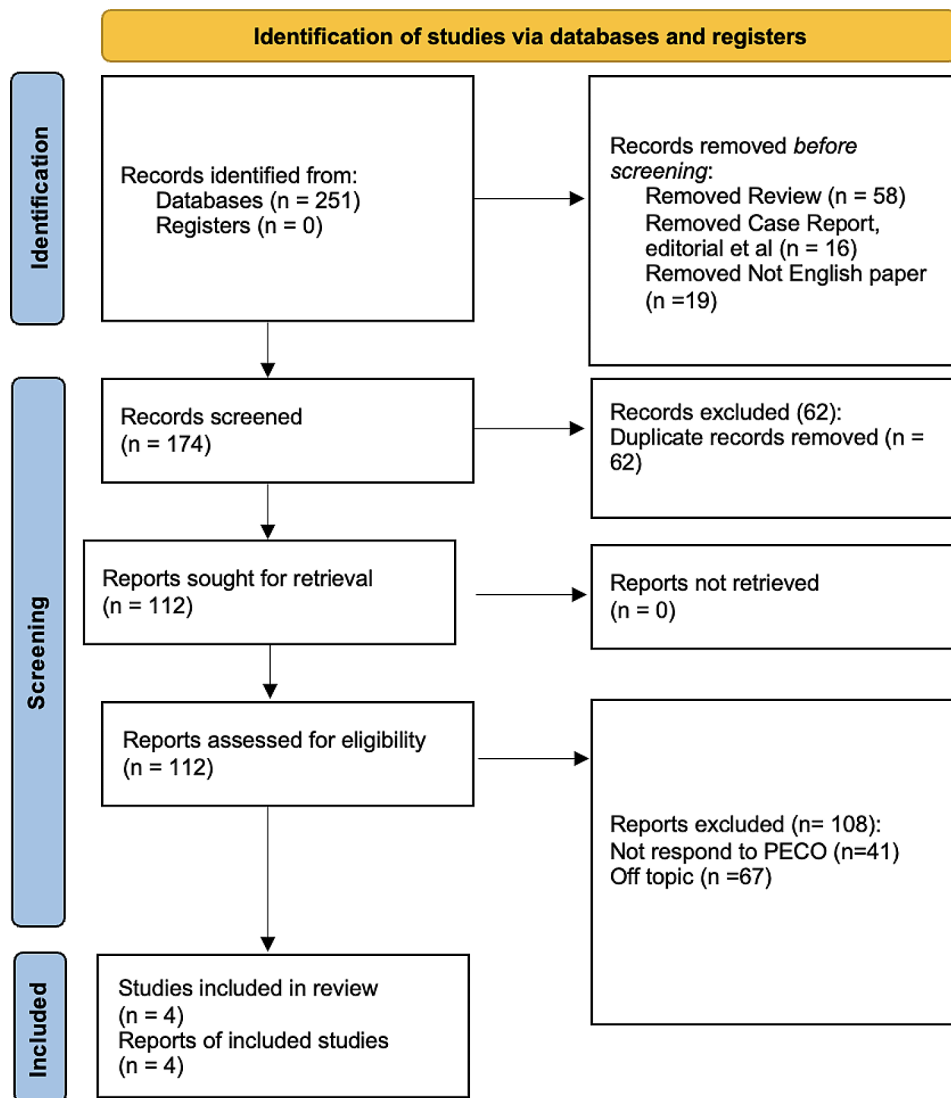 Identification of studies via databases and registers
Identification
Records identified from:
Databases (n = 251)
Registers (n = 0)
Records removed before
screening:
Removed Review (n = 58)
Removed Case Report,
editorial et al (n = 16)
Removed Not English paper
(n =19)
Screening
Records screened
(n = 174)
Records excluded (62):
Duplicate records removed (n =
62)
Reports sought for retrieval
(n = 112)
Reports not retrieved
(n = 0)
Reports assessed for eligibility
(n = 112)
Reports excluded (n= 108):
Not respond to PECO (n=41)
Off topic (n =67)
Included
Studies included in review
(n = 4)
Reports of included studies
(n = 4)